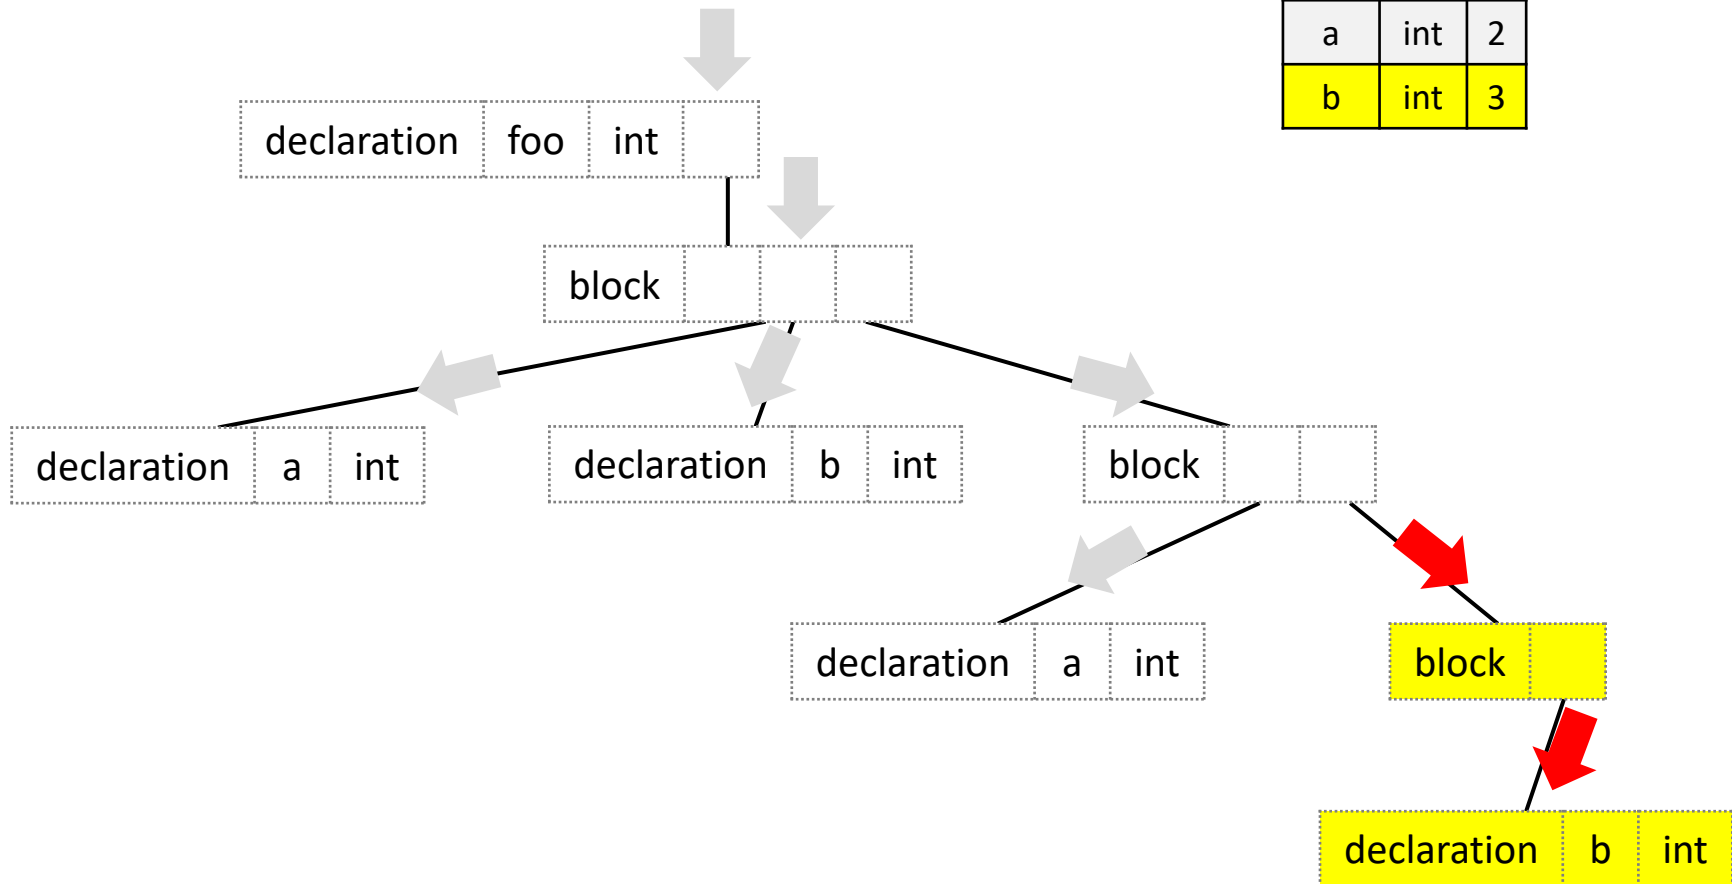 a int 2
b int 3
declaration foo int
block
declaration a int
declaration b int
block
declaration a int
block
declaration b int